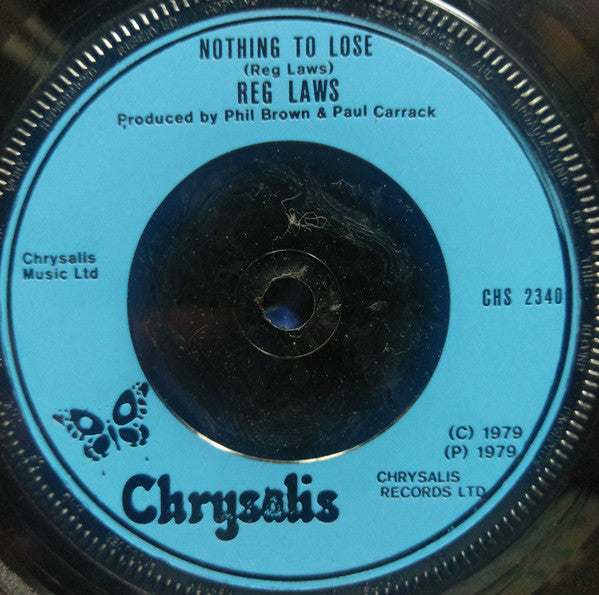 NOTHING TO LOSE
(Reg Laws)
REG LAWS
Produced by Phil Brown & Paul Carrack
Chrysalis
Music Ltd
CHS 2340
(C) 1979
(P) 1979
Chrysalis
CHRYSALIS
RECORDS LTD